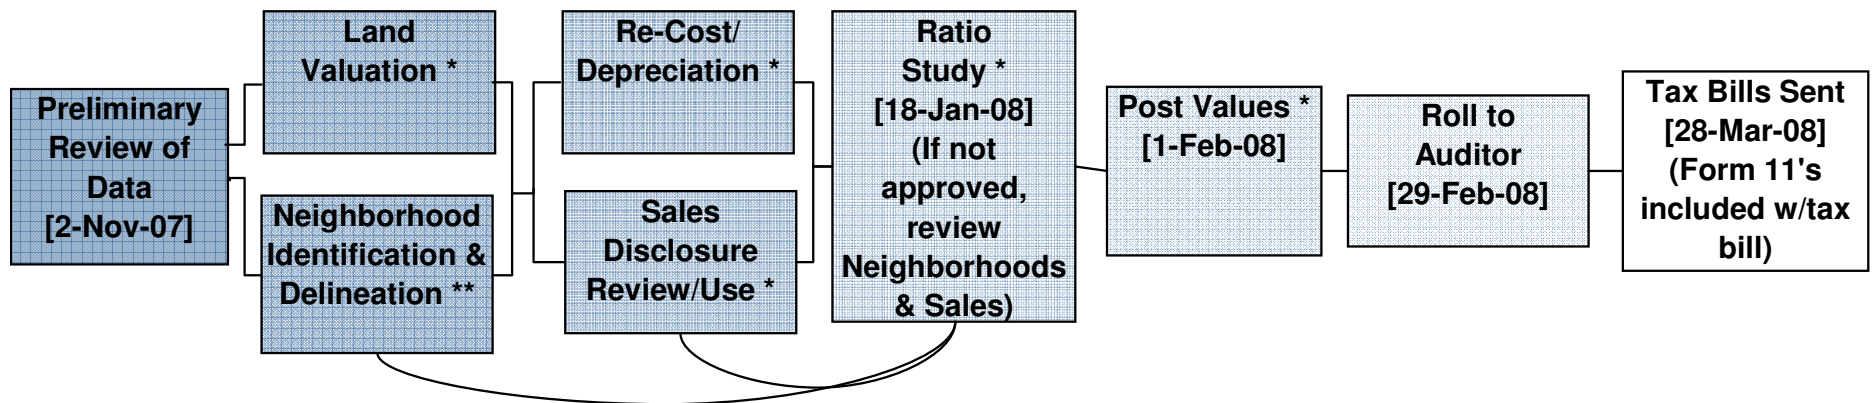 Preliminary
Review of
Data
[2-Nov-07]
Land
Valuation *
Neighborhood
Identification &
Delineation **
Re-Cost/
Depreciation *
Sales
Disclosure
Review/Use *
Ratio
Study *
[18-Jan-08]
(If not
approved,
review
Neighborhoods
& Sales)
Post Values *
[1-Feb-08]
Roll to
Auditor
[29-Feb-08]
Tax Bills Sent
[28-Mar-08]
(Form 11's
included w/tax
bill)